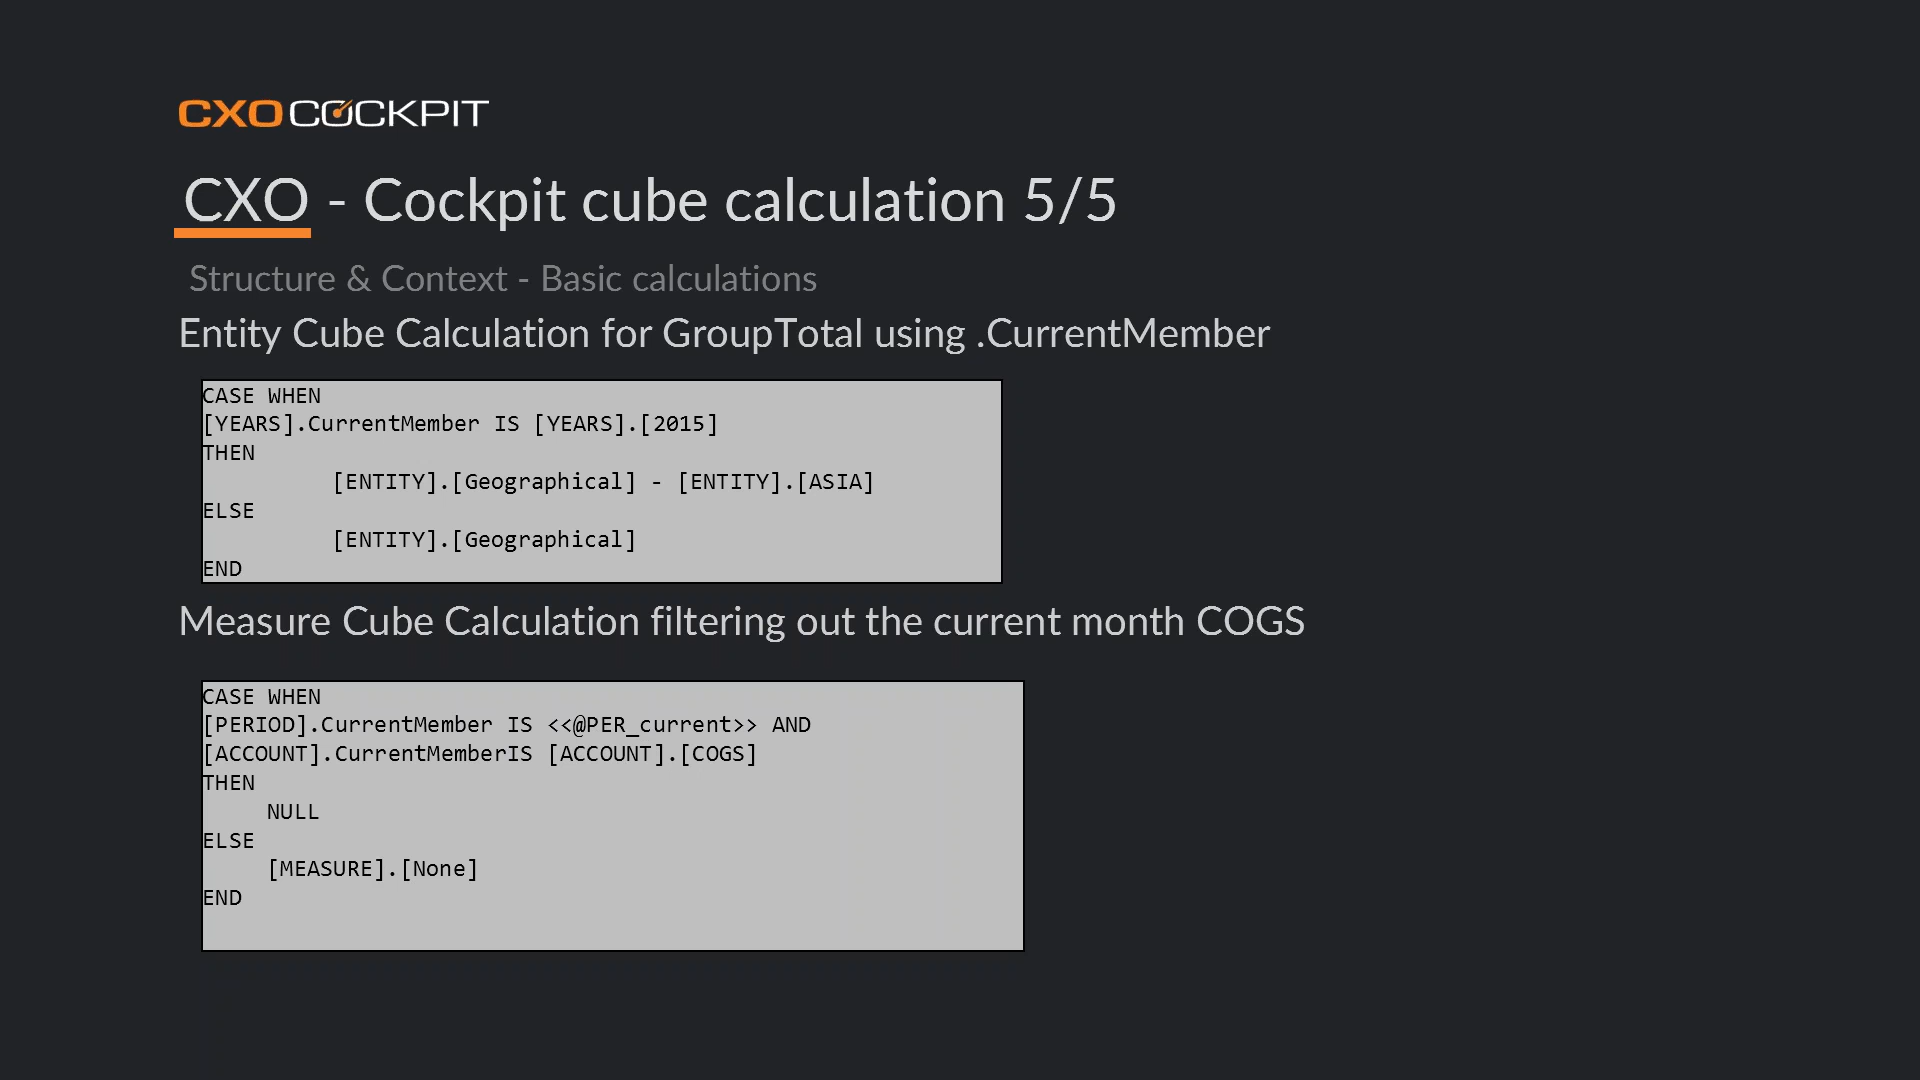 CXOCOCKPIT
CXO - Cockpit cube calculation 5/5
Structure & Context - Basic calculations
Entity Cube Calculation for GroupTotal using .CurrentMember
CASE WHEN
[YEARS].CurrentMember IS [YEARS].[2015]
THEN
[ENTITY].[Geographical] - [ENTITY].[ASIA]
ELSE
[ENTITY].[Geographical]
END
Measure Cube Calculation filtering out the current month COGS
CASE WHEN
[PERIOD].CurrentMember IS <<@PER_current>> AND
[ACCOUNT].CurrentMemberIS [ACCOUNT].[COGS]
THEN
NULL
ELSE
[MEASURE].[None]
END